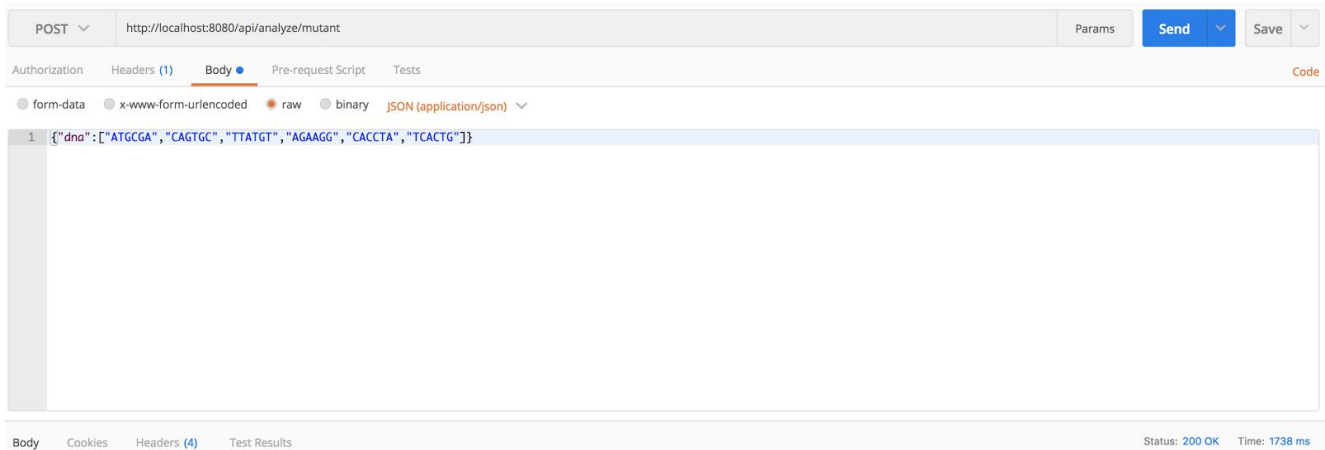 POST http://localhost:8080/api/analyze/mutant Params Send Save
Authorization Headers (1) Body Pre-request Script Tests Code
form-data x-www-form-urlencoded raw binary JSON (application/json)
1 {"dna":["ATGCGA","CAGTGC","TTATGT","AGAAGG","CACCTA","TCACTG"]}
Body Cookies Headers (4) Test Results Status: 200 OK Time: 1738 ms